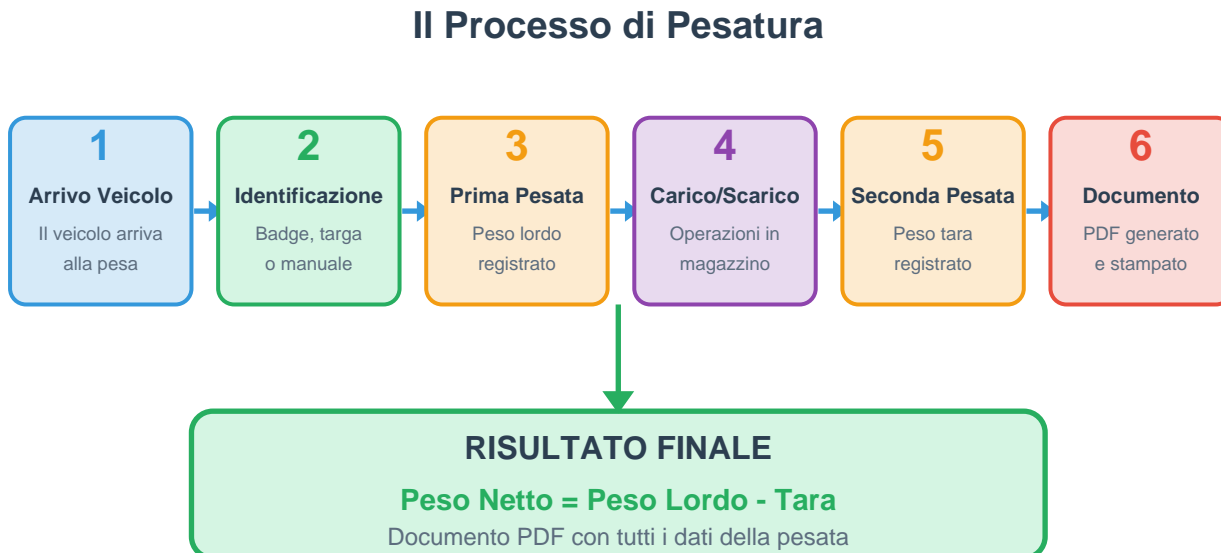 Il Processo di Pesatura
1
Arrivo Veicolo
Il veicolo arriva
alla pesa
2
Identificazione
Badge, targa
o manuale
3
Prima Pesata
Peso lordo
registrato
4
Carico/Scarico
Operazioni in
magazzino
5
Seconda Pesata
Peso tara
registrato
6
Documento
PDF generato
e stampato
RISULTATO FINALE
Peso Netto = Peso Lordo - Tara
Documento PDF con tutti i dati della pesata